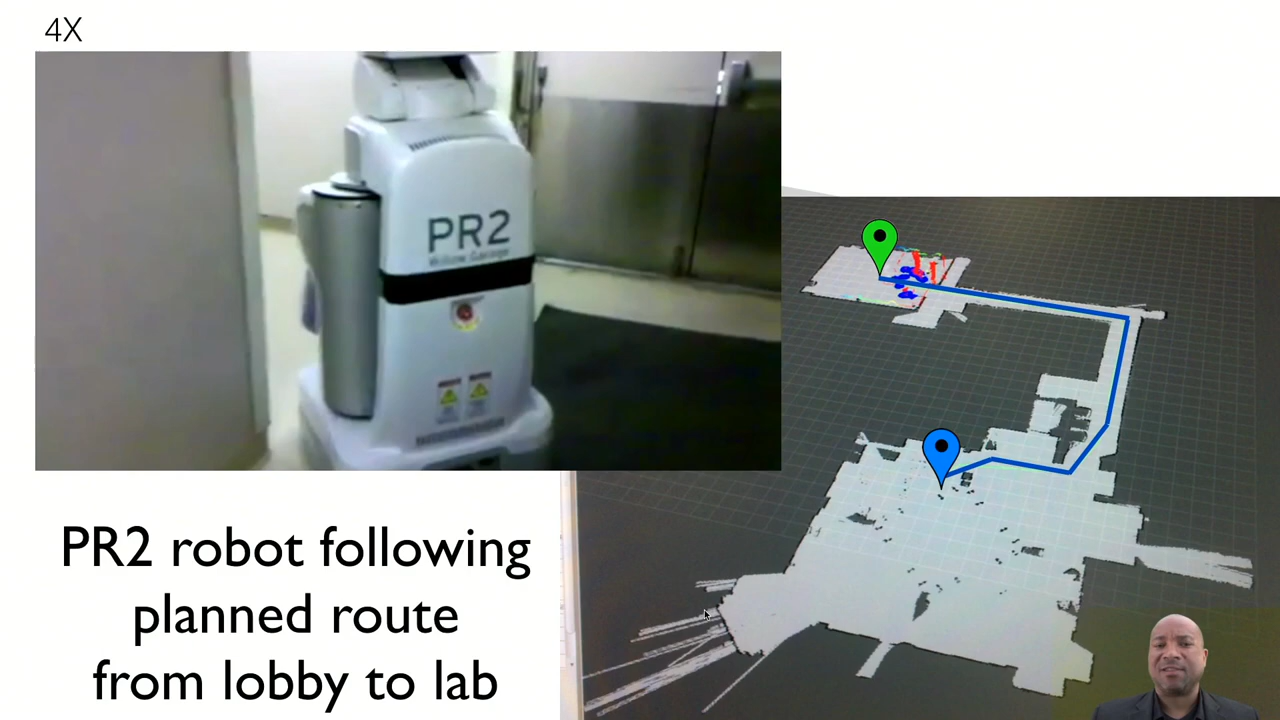 4X
PR2
Willow Garage
PR2 robot following
planned route
from lobby to lab